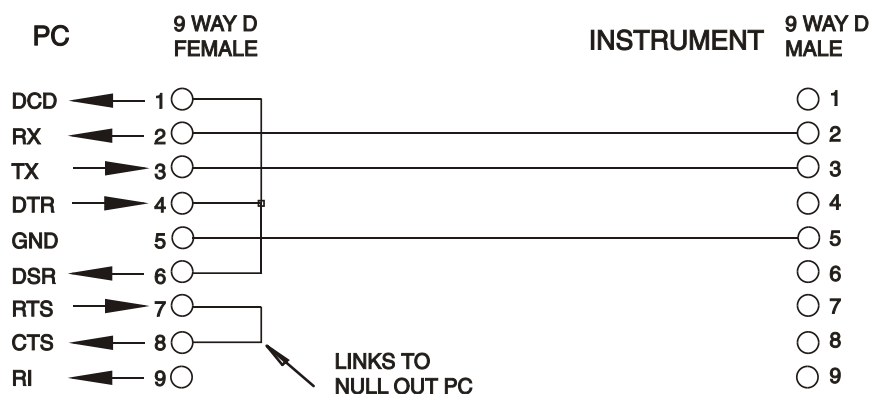 PC
9 WAY D
FEMALE
INSTRUMENT
9 WAY D
MALE
DCD 1 1
RX 2 2
TX 3 3
DTR 4 4
GND 5 5
DSR 6 6
RTS 7 7
CTS 8 8
RI 9 9
LINKS TO
NULL OUT PC